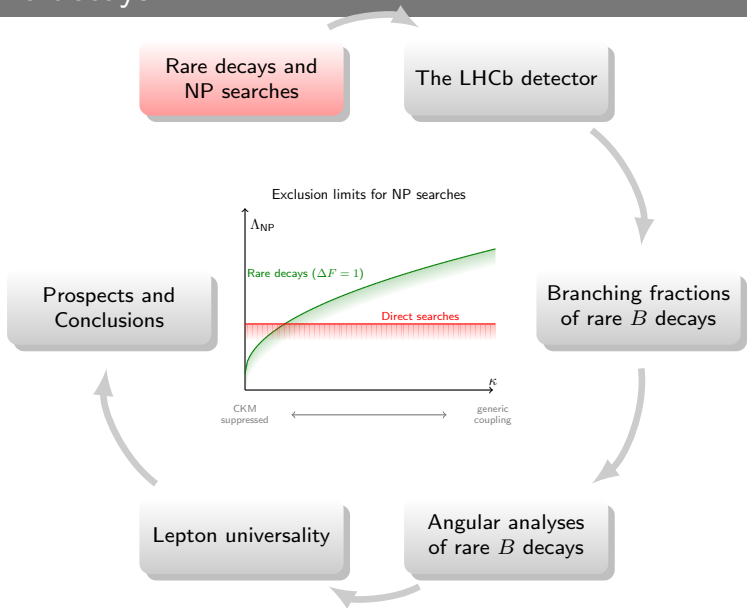 Rare decays and
NP searches
The LHCb detector
Exclusion limits for NP searches
Λ_NP
Rare decays (ΔF = 1)
Direct searches
κ
CKM
suppressed
generic
coupling
Branching fractions
of rare B decays
Angular analyses
of rare B decays
Lepton universality
Prospects and
Conclusions